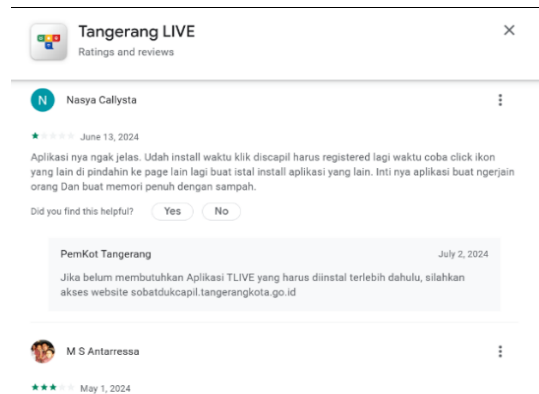 Tangerang LIVE
Ratings and reviews
N
Nasya Callysta
June 13, 2024
Aplikasi nya ngak jelas. Udah install waktu klik discapil harus registered lagi waktu coba click ikon
yang lain di pindahin ke page lain lagi buat istal install aplikasi yang lain. Inti nya aplikasi buat ngerjain
orang Dan buat memori penuh dengan sampah.
Did you find this helpful? Yes No
PemKot Tangerang July 2, 2024
Jika belum membutuhkan Aplikasi TLIVE yang harus diinstal terlebih dahulu, silahkan
akses website sobatdukcapil.tangerangkota.go.id
M S Antarressa
May 1, 2024